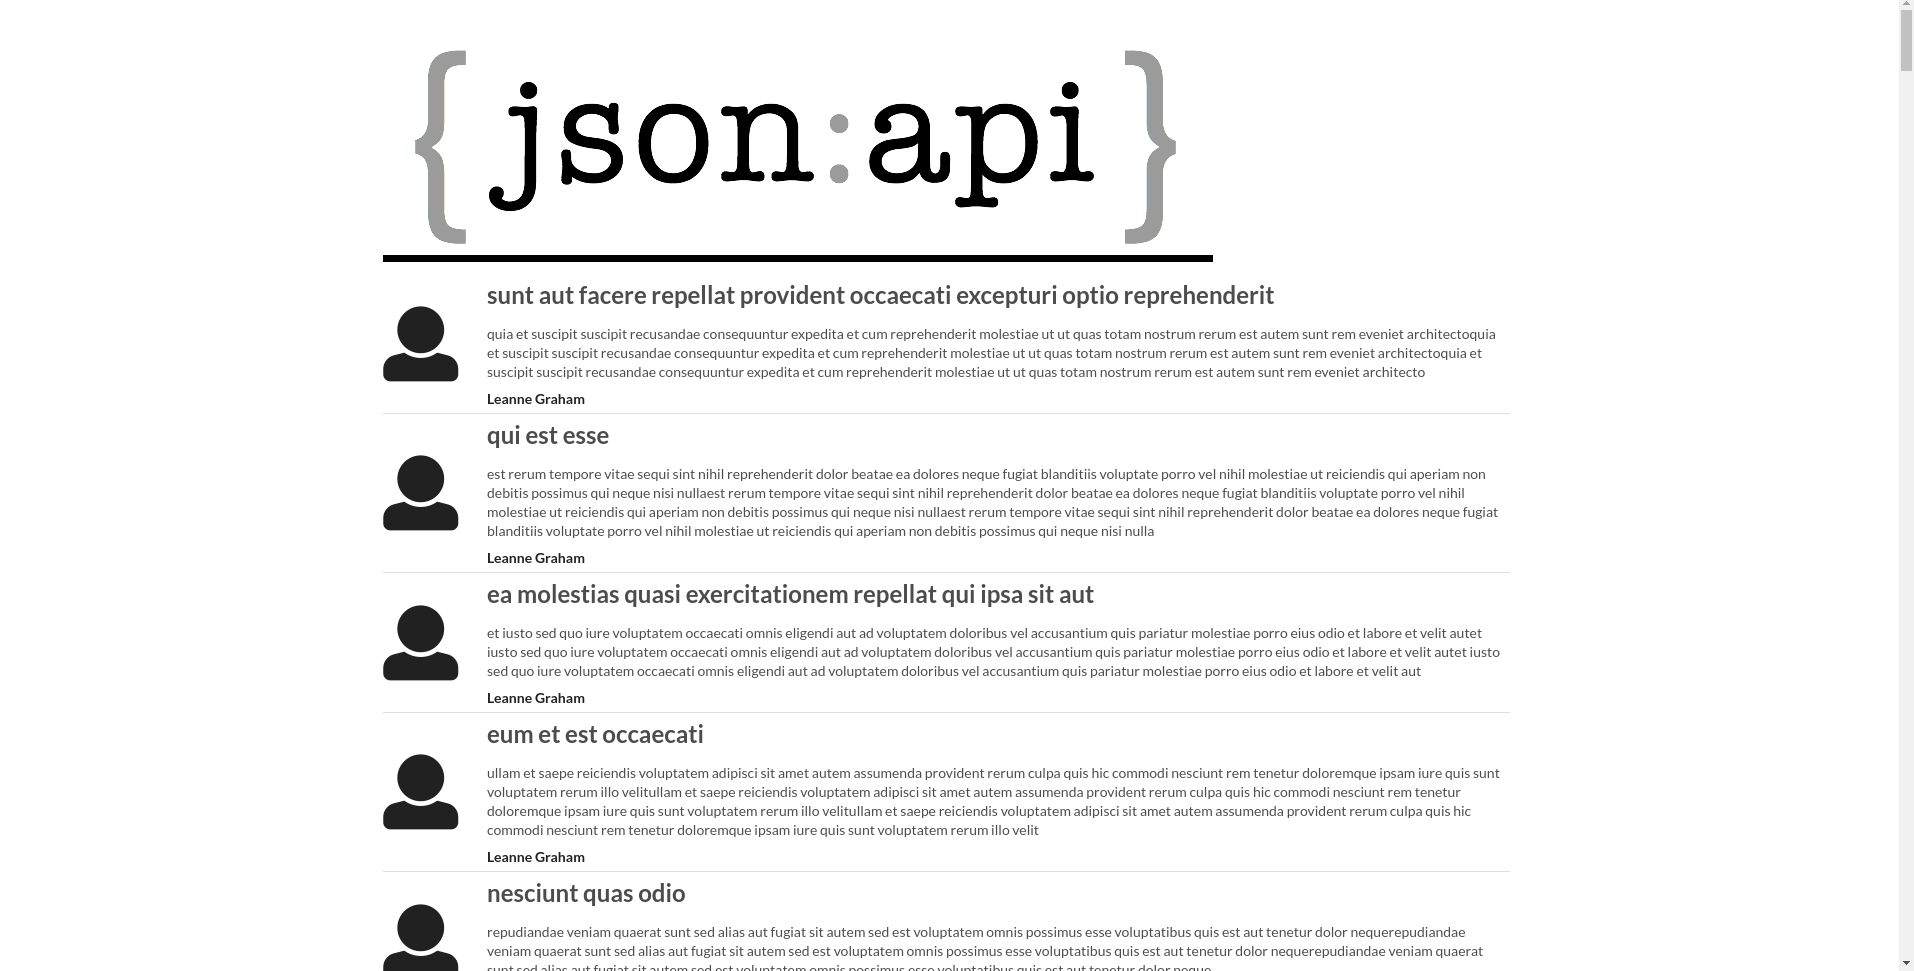 { json:api }
sunt aut facere repellat provident occaecati excepturi optio reprehenderit
quia et suscipit suscipit recusandae consequuntur expedita et cum reprehenderit molestiae ut ut quas totam nostrum rerum est autem sunt rem eveniet architectoquia
et suscipit suscipit recusandae consequuntur expedita et cum reprehenderit molestiae ut ut quas totam nostrum rerum est autem sunt rem eveniet architectoquia et
suscipit suscipit recusandae consequuntur expedita et cum reprehenderit molestiae ut ut quas totam nostrum rerum est autem sunt rem eveniet architecto
Leanne Graham
qui est esse
est rerum tempore vitae sequi sint nihil reprehenderit dolor beatae ea dolores neque fugiat blanditiis voluptate porro vel nihil molestiae ut reiciendis qui aperiam non
debitis possimus qui neque nisi nullaest rerum tempore vitae sequi sint nihil reprehenderit dolor beatae ea dolores neque fugiat blanditiis voluptate porro vel nihil
molestiae ut reiciendis qui aperiam non debitis possimus qui neque nisi nullaest rerum tempore vitae sequi sint nihil reprehenderit dolor beatae ea dolores neque fugiat
blanditiis voluptate porro vel nihil molestiae ut reiciendis qui aperiam non debitis possimus qui neque nisi nulla
Leanne Graham
ea molestias quasi exercitationem repellat qui ipsa sit aut
et iusto sed quo iure voluptatem occaecati omnis eligendi aut ad voluptatem doloribus vel accusantium quis pariatur molestiae porro eius odio et labore et velit autet
iusto sed quo iure voluptatem occaecati omnis eligendi aut ad voluptatem doloribus vel accusantium quis pariatur molestiae porro eius odio et labore et velit autet iusto
sed quo iure voluptatem occaecati omnis eligendi aut ad voluptatem doloribus vel accusantium quis pariatur molestiae porro eius odio et labore et velit aut
Leanne Graham
eum et est occaecati
ullam et saepe reiciendis voluptatem adipisci sit amet autem assumenda provident rerum culpa quis hic commodi nesciunt rem tenetur doloremque ipsam iure quis sunt
voluptatem rerum illo velitullam et saepe reiciendis voluptatem adipisci sit amet autem assumenda provident rerum culpa quis hic commodi nesciunt rem tenetur
doloremque ipsam iure quis sunt voluptatem rerum illo velitullam et saepe reiciendis voluptatem adipisci sit amet autem assumenda provident rerum culpa quis hic
commodi nesciunt rem tenetur doloremque ipsam iure quis sunt voluptatem rerum illo velit
Leanne Graham
nesciunt quas odio
repudiandae veniam quaerat sunt sed alias aut fugiat sit autem sed est voluptatem omnis possimus esse voluptatibus quis est aut tenetur dolor nequerepudiandae
veniam quaerat sunt sed alias aut fugiat sit autem sed est voluptatem omnis possimus esse voluptatibus quis est aut tenetur dolor nequerepudiandae veniam quaerat
sunt sed alias aut fugiat sit autem sed est voluptatem omnis possimus esse voluptatibus quis est aut tenetur dolor neque